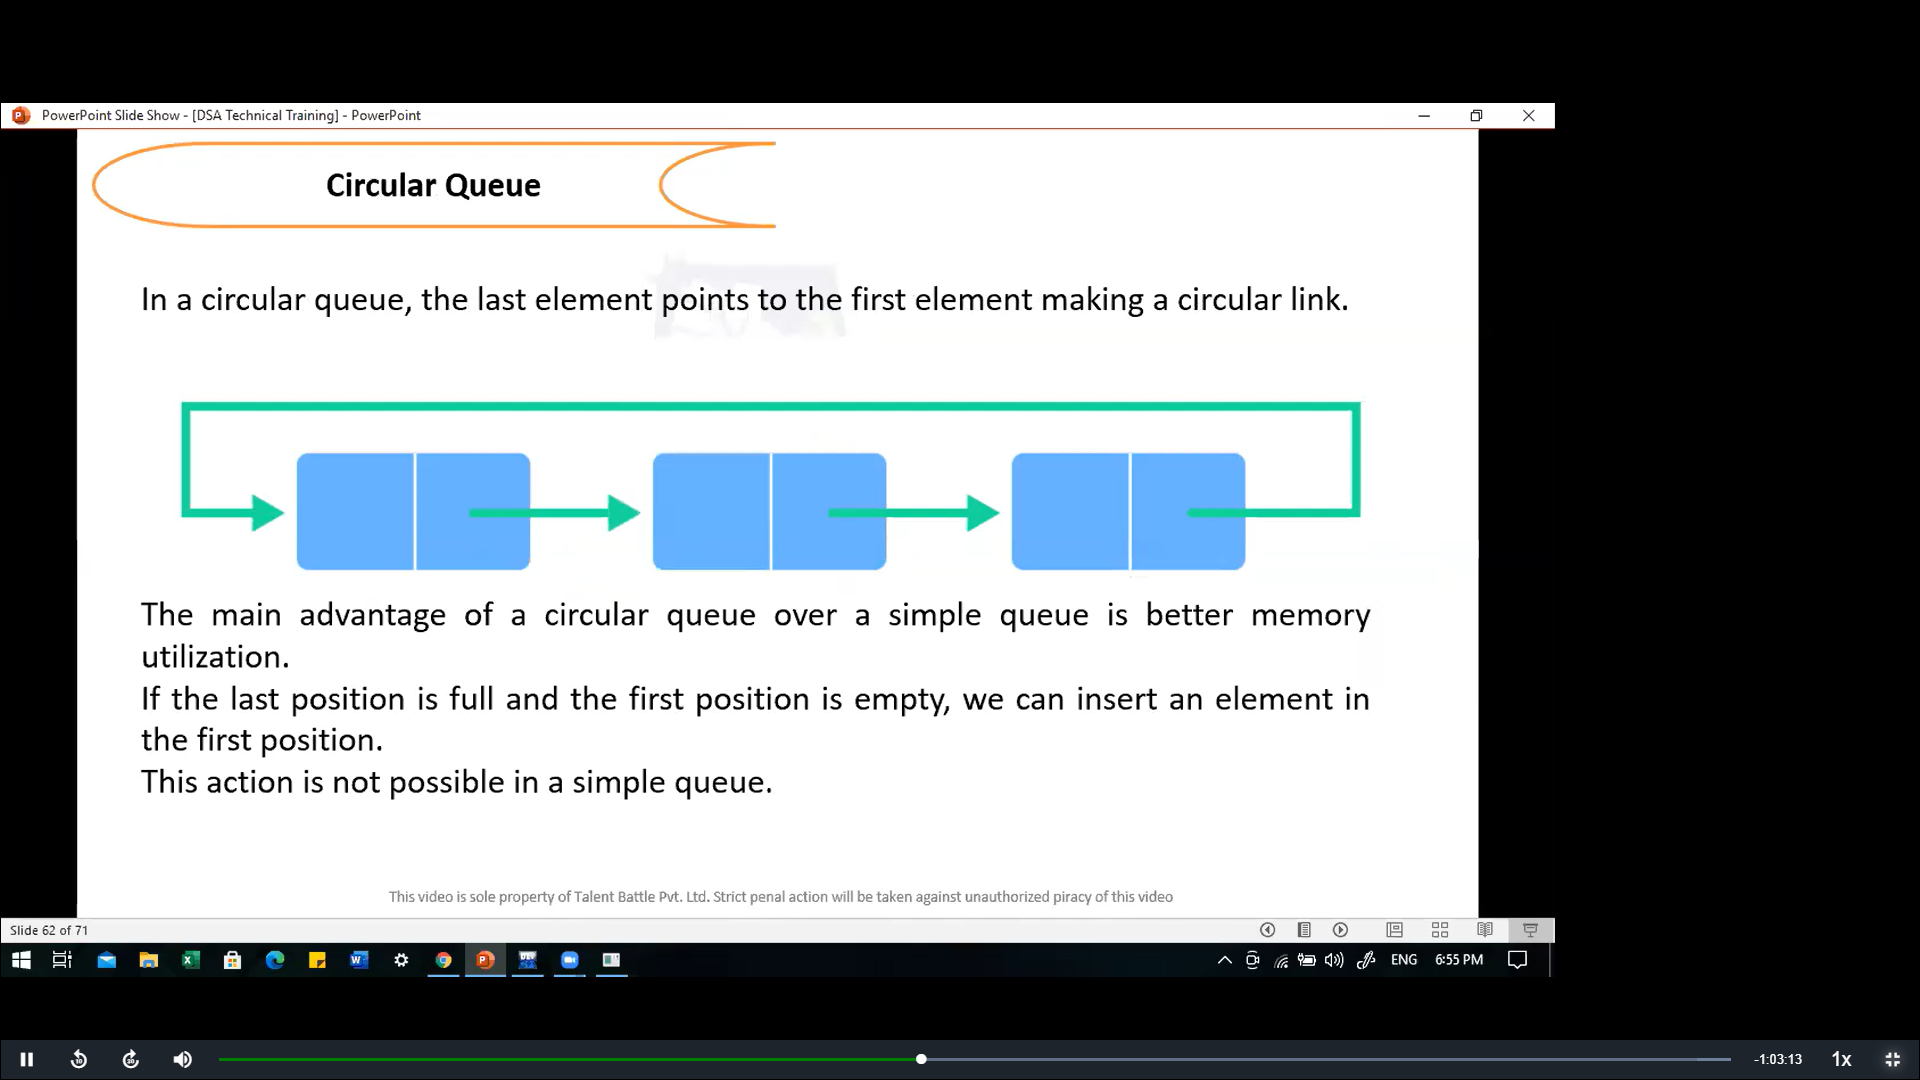 PowerPoint Slide Show - [DSA Technical Training] - PowerPoint
Circular Queue
In a circular queue, the last element points to the first element making a circular link.
The main advantage of a circular queue over a simple queue is better memory
utilization.
If the last position is full and the first position is empty, we can insert an element in
the first position.
This action is not possible in a simple queue.
This video is sole property of Talent Battle Pvt. Ltd. Strict penal action will be taken against unauthorized piracy of this video
Slide 62 of 71
ENG 6:55 PM
-1:03:13 1x